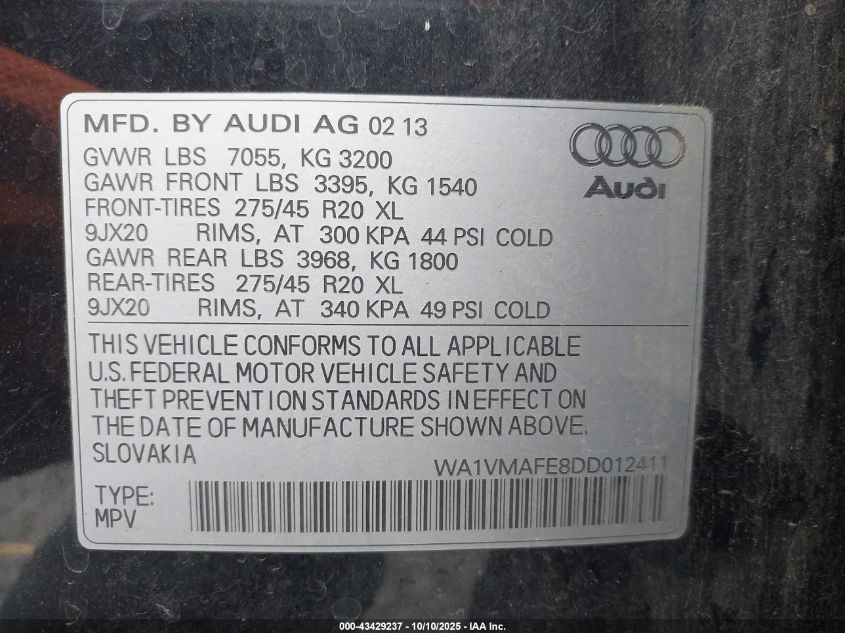 MFD. BY AUDI AG 02 13
Audi
GVWR LBS 7055, KG 3200
GAWR FRONT LBS 3395, KG 1540
FRONT-TIRES 275/45 R20 XL
9JX20 RIMS, AT 300 KPA 44 PSI COLD
GAWR REAR LBS 3968, KG 1800
REAR-TIRES 275/45 R20 XL
9JX20 RIMS, AT 340 KPA 49 PSI COLD
THIS VEHICLE CONFORMS TO ALL APPLICABLE
U.S. FEDERAL MOTOR VEHICLE SAFETY AND
THEFT PREVENTION STANDARDS IN EFFECT ON
THE DATE OF MANUFACTURE SHOWN ABOVE.
SLOVAKIA
WA1VMAFE8DD012411
TYPE:
MPV
000-43429237 - 10/10/2025 - IAA Inc.